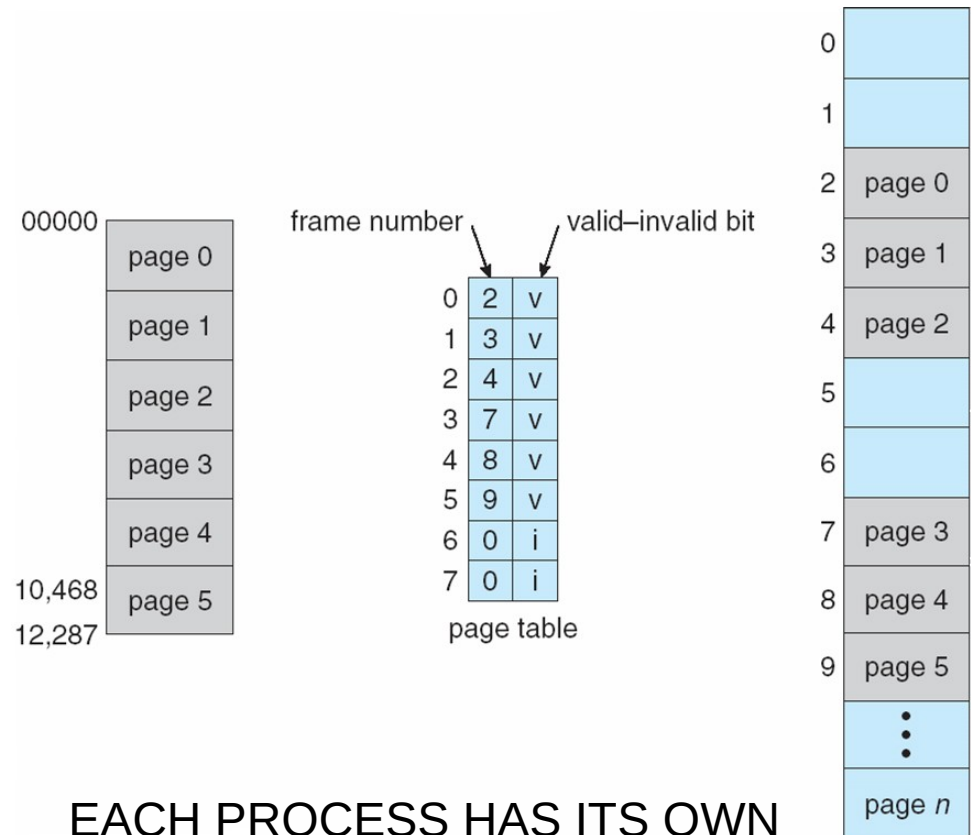 00000
page 0
page 1
page 2
page 3
page 4
10,468
page 5
12,287
frame number
valid–invalid bit
0 2 v
1 3 v
2 4 v
3 7 v
4 8 v
5 9 v
6 0 i
7 0 i
page table
0
1
2 page 0
3 page 1
4 page 2
5
6
7 page 3
8 page 4
9 page 5
page n
EACH PROCESS HAS ITS OWN